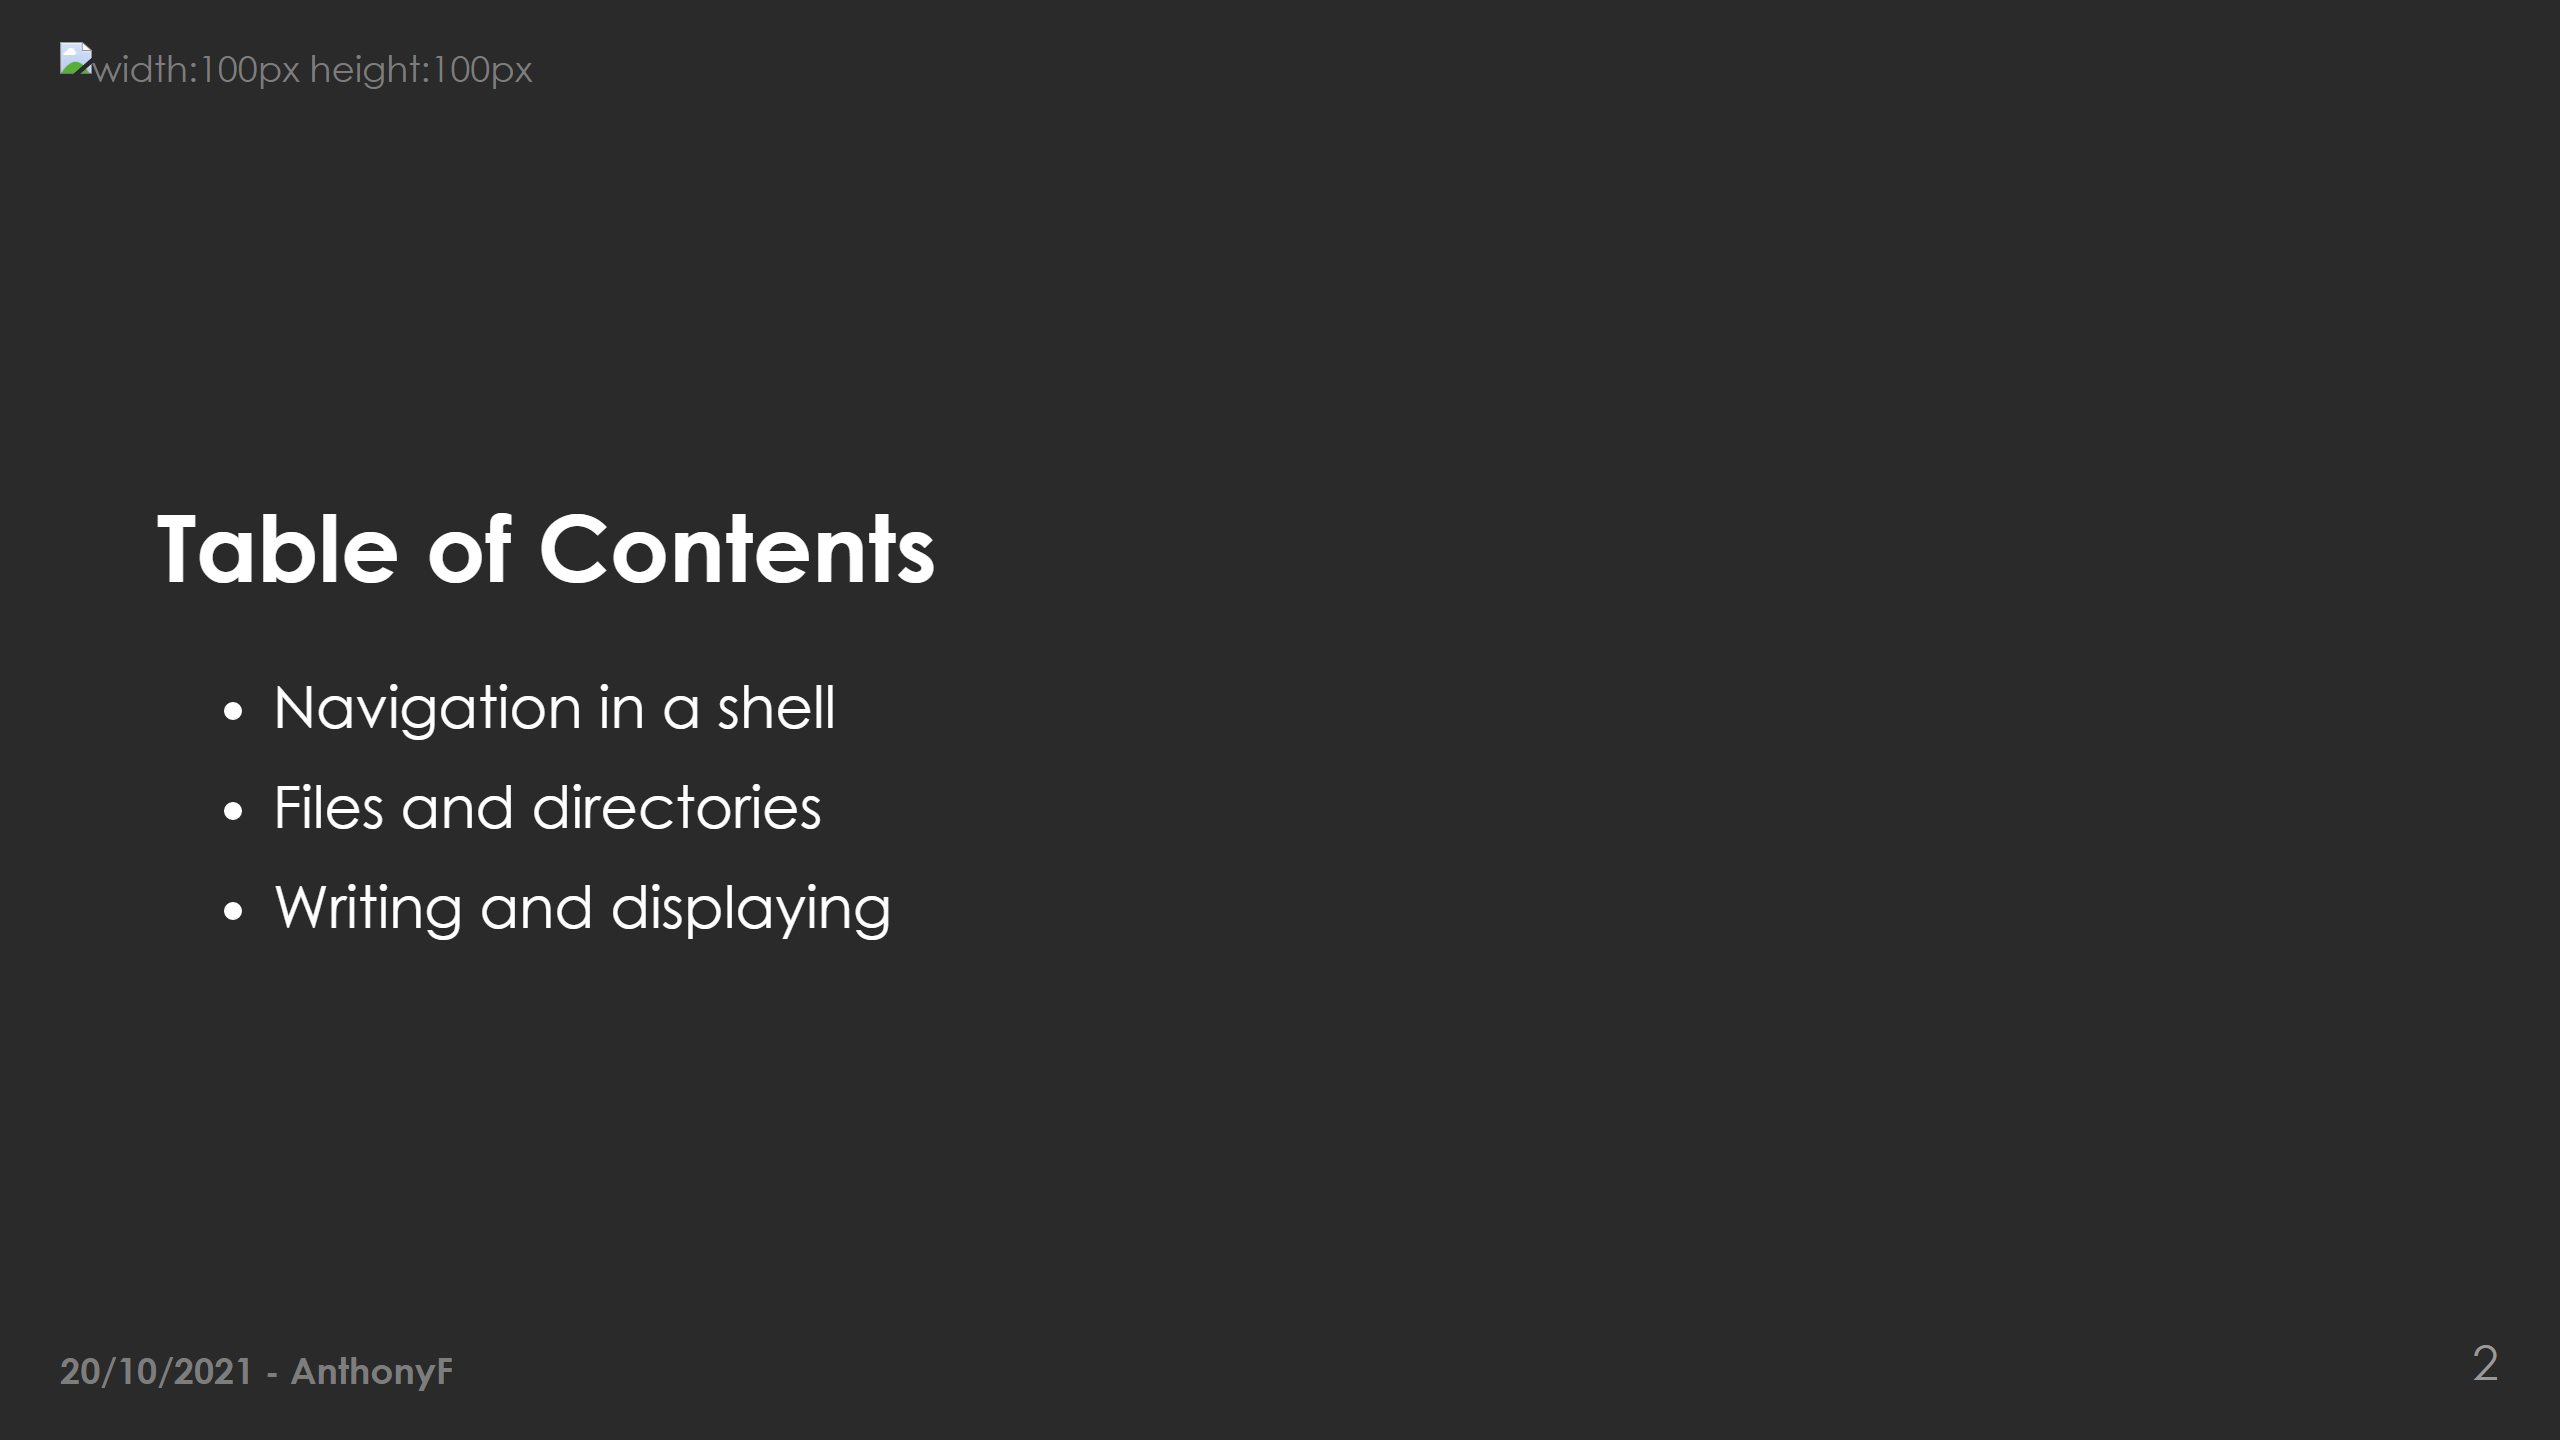 width:100px height:100px
Table of Contents
• Navigation in a shell
• Files and directories
• Writing and displaying
20/10/2021 - AnthonyF
2